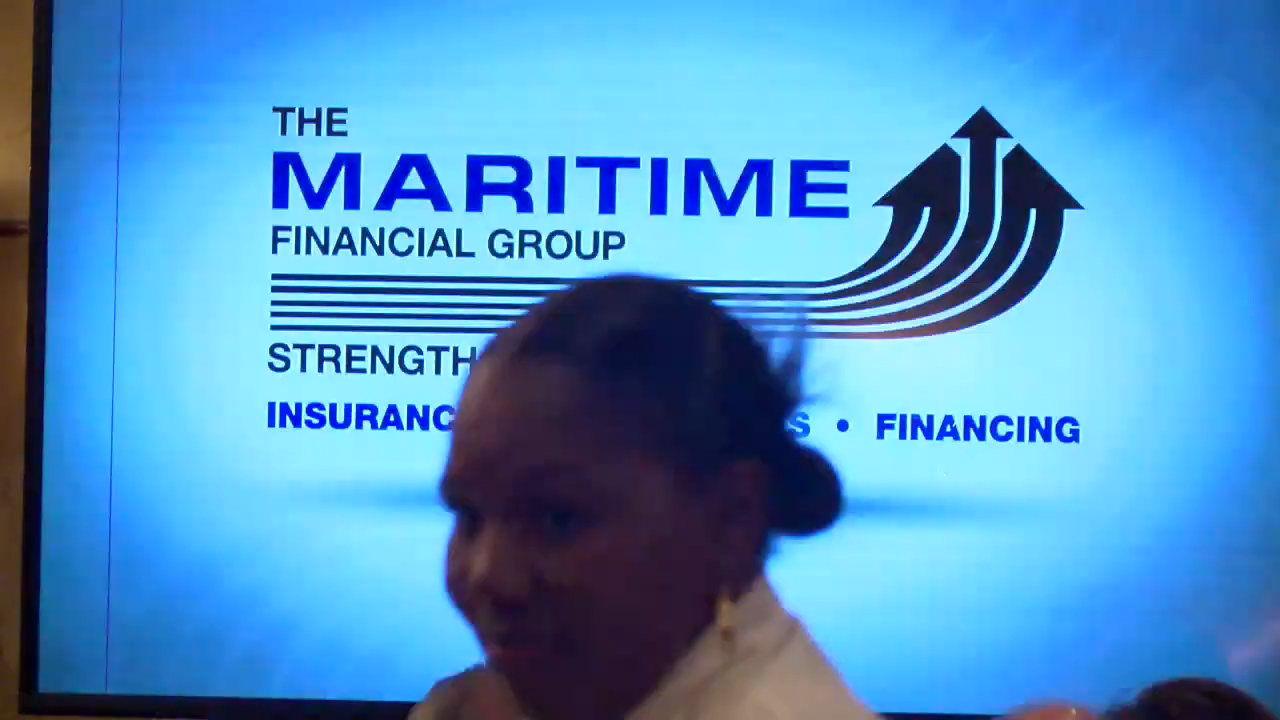 THE
MARITIME
FINANCIAL GROUP
STRENGTH
INSURANC S • FINANCING